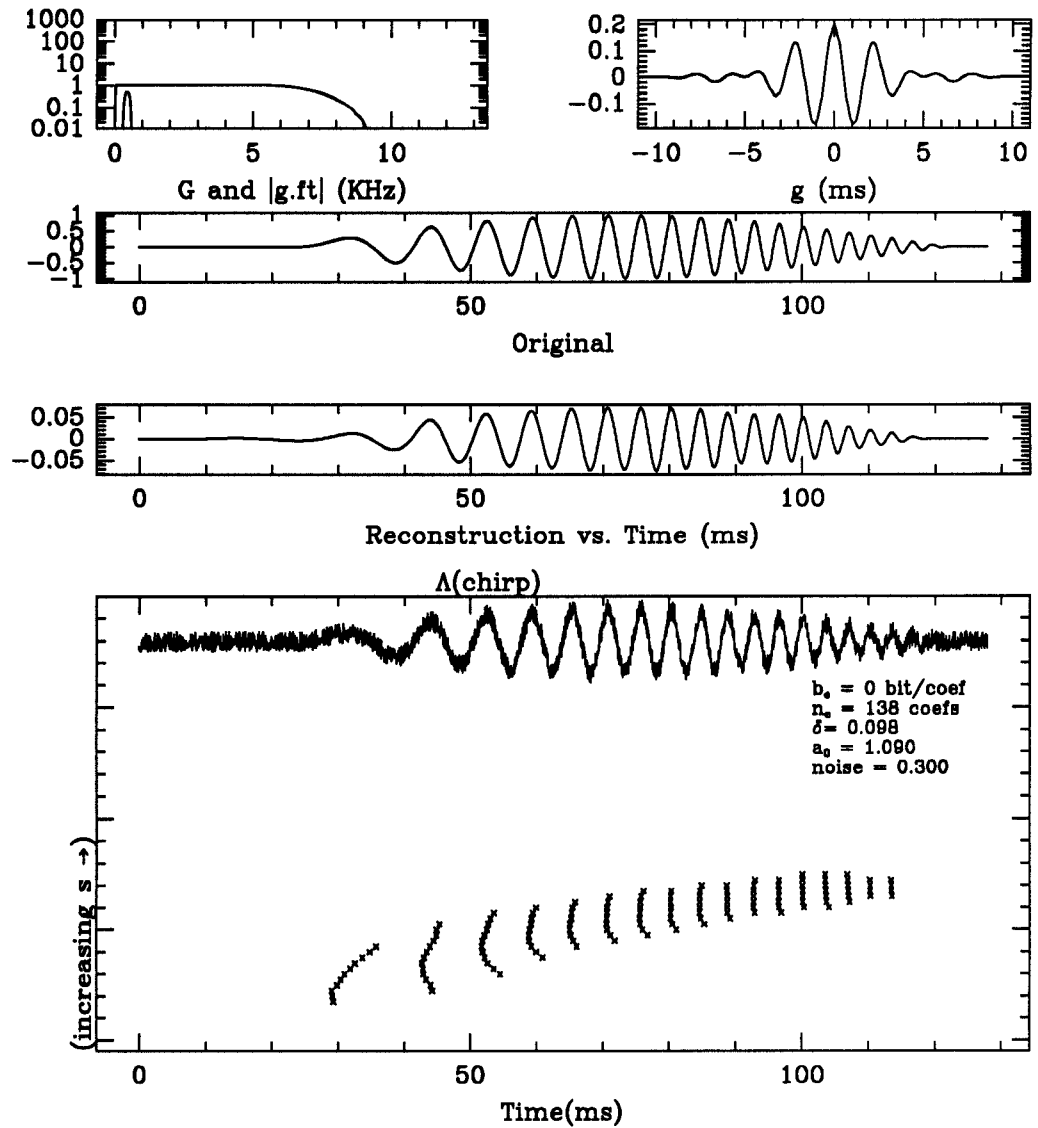 1000
100
10
1
0.1
0.01
0 5 10
G and |g.ft| (KHz)
0.2
0.1
0
−0.1
−10 −5 0 5 10
g (ms)
1
0.5
0
−0.5
−1
0 50 100
Original
0.05
0
−0.05
0 50 100
Reconstruction vs. Time (ms)
Λ(chirp)
b = 0 bit/coef
n = 138 coefs
δ= 0.098
a₀ = 1.090
noise = 0.300
(increasing s →)
0 50 100
Time(ms)